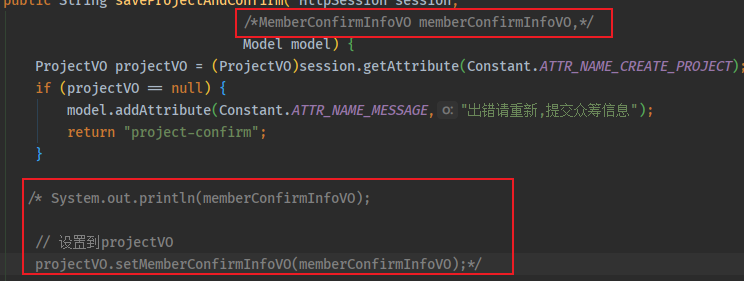 public String saveProjectAndConfirm( HttpSession session,
/*MemberConfirmInfoVO memberConfirmInfoVO,*/
Model model) {
ProjectVO projectVO = (ProjectVO)session.getAttribute(Constant.ATTR_NAME_CREATE_PROJECT);
if (projectVO == null) {
model.addAttribute(Constant.ATTR_NAME_MESSAGE, o: "出错请重新,提交众筹信息");
return "project-confirm";
}
/* System.out.println(memberConfirmInfoVO);
// 设置到projectVO
projectVO.setMemberConfirmInfoVO(memberConfirmInfoVO);*/